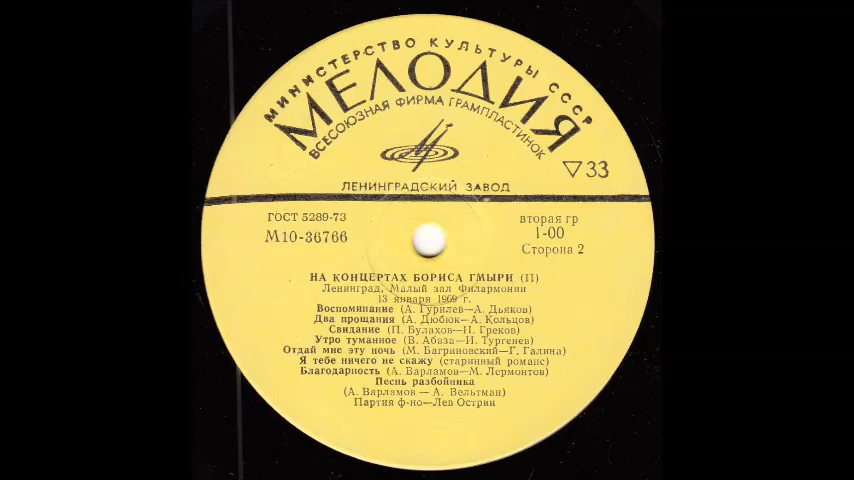 МИНИСТЕРСТВО КУЛЬТУРЫ СССР
МЕЛОДИЯ
ВСЕСОЮЗНАЯ ФИРМА ГРАМПЛАСТИНОК
▽33
ЛЕНИНГРАДСКИЙ ЗАВОД
ГОСТ 5289-73
М10-36766
вторая гр
1-00
Сторона 2
НА КОНЦЕРТАХ БОРИСА ГМЫРИ (II)
Ленинград, Малый зал Филармонии
13 января 1969 г.
Воспоминание (А. Гурилев—А. Дьяков)
Два прощания (А. Дюбюк—А. Кольцов)
Свидание (П. Булахов—Н. Греков)
Утро туманное (В. Абаза—И. Тургенев)
Отдай мне эту ночь (М. Багриновский—Г. Галина)
Я тебе ничего не скажу (старинный романс)
Благодарность (А. Варламов—М. Лермонтов)
Песнь разбойника
(А. Варламов — А. Вельтман)
Партия ф-но—Лев Острин